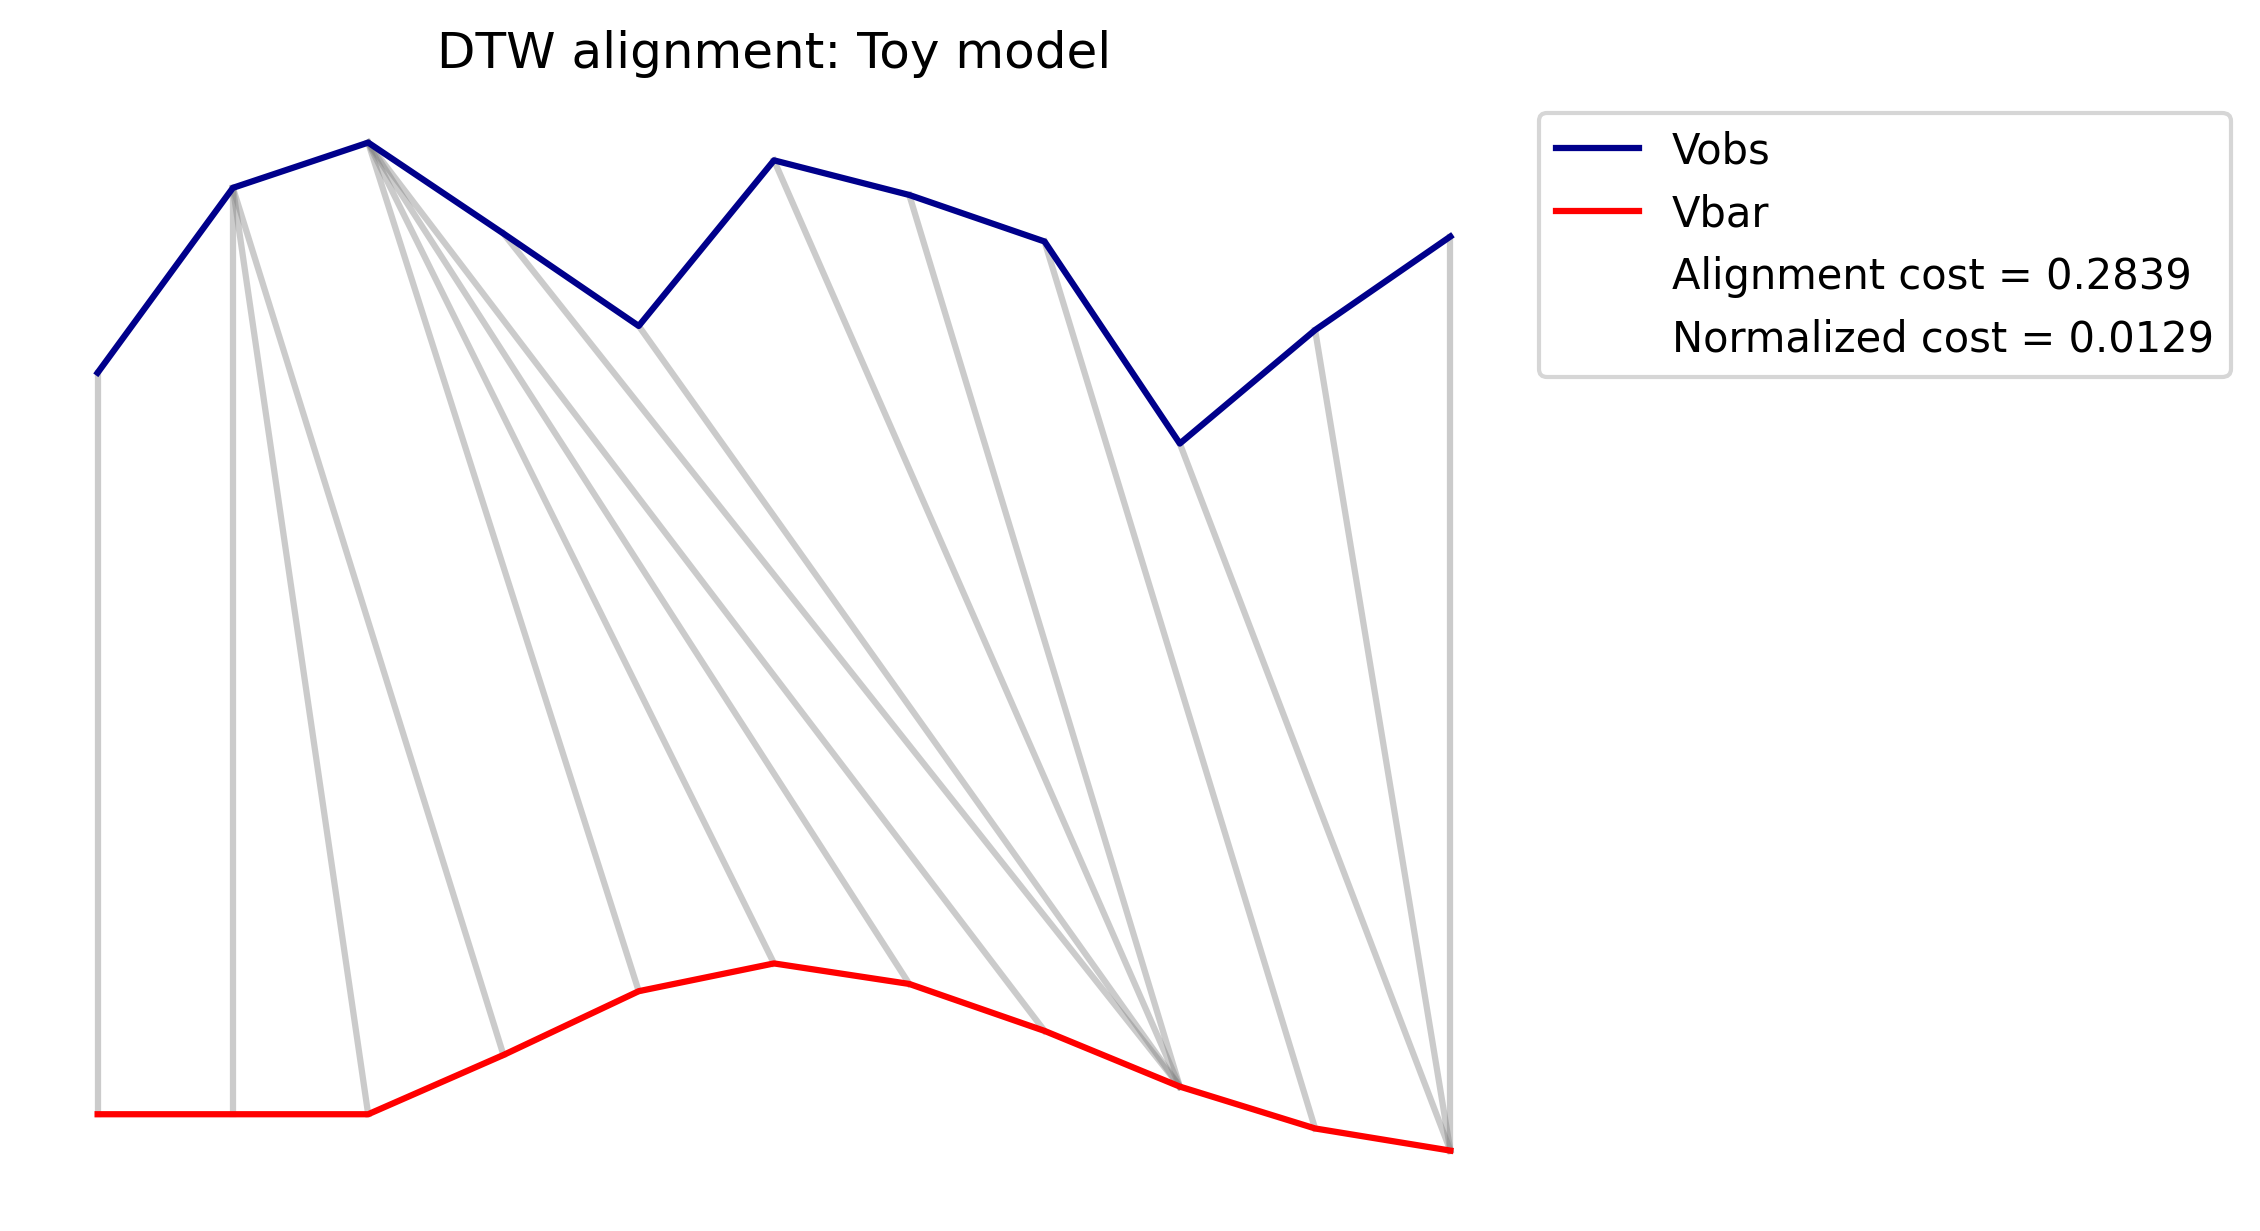 DTW alignment: Toy model
Vobs
Vbar
Alignment cost = 0.2839
Normalized cost = 0.0129